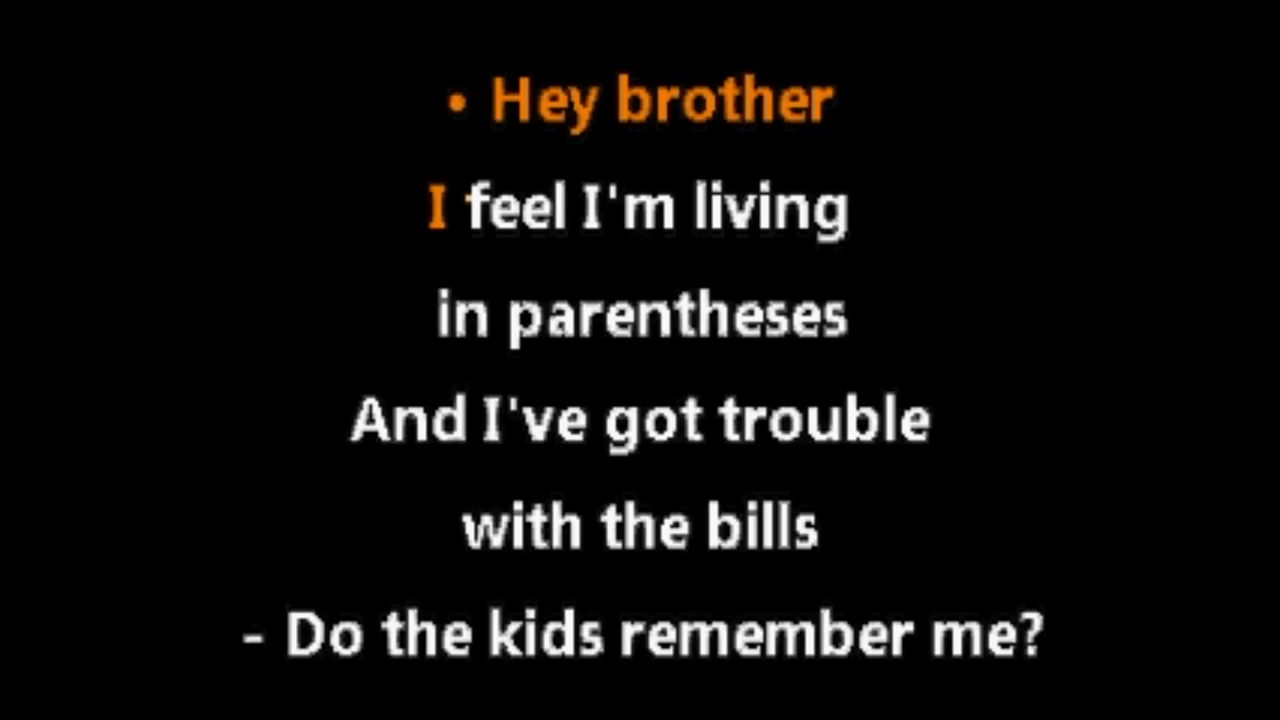 • Hey brother
I feel I'm living
in parentheses
And I've got trouble
with the bills
- Do the kids remember me?